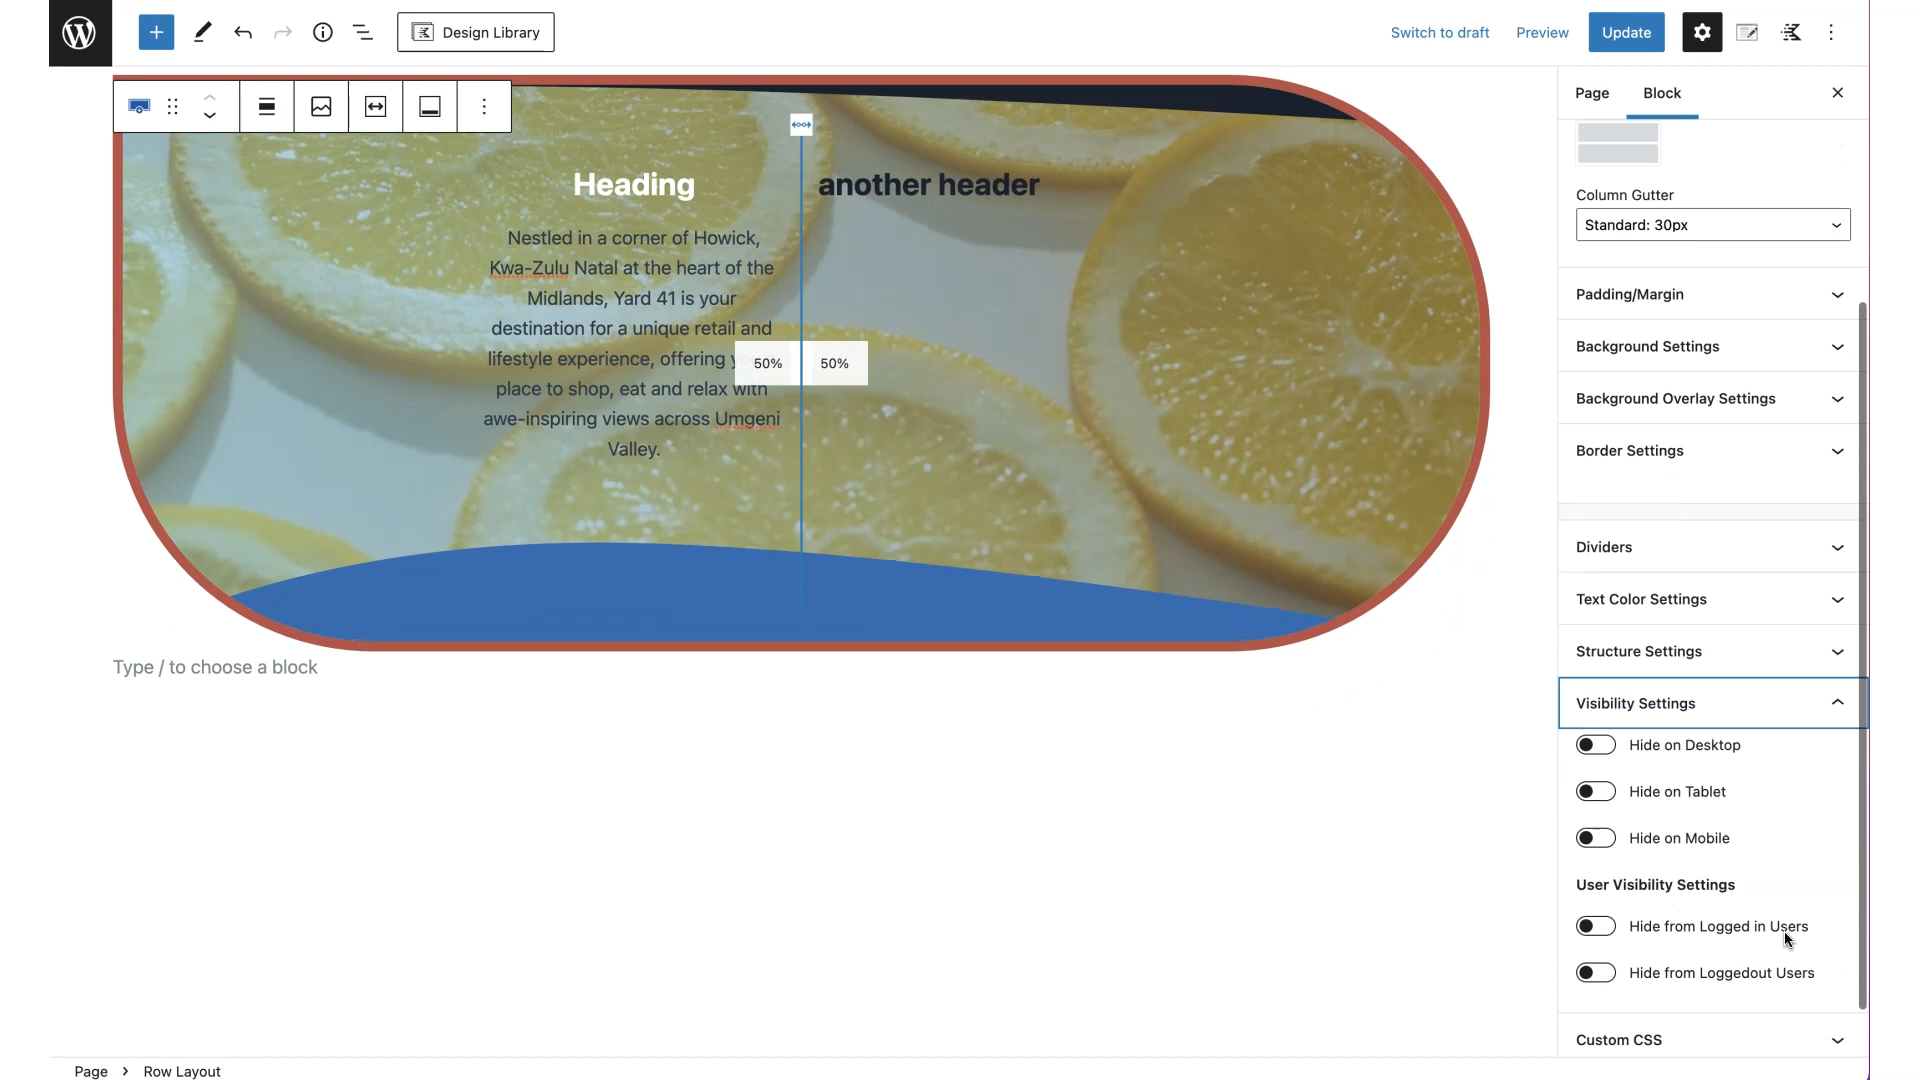 Design Library
Switch to draft
Preview
Update
Page
Block
Heading
another header
Nestled in a corner of Howick,
Kwa-Zulu Natal at the heart of the
Midlands, Yard 41 is your
destination for a unique retail and
lifestyle experience, offering
place to shop, eat and relax with
awe-inspiring views across Umgeni
Valley.
50%
50%
Type / to choose a block
Column Gutter
Standard: 30px
Padding/Margin
Background Settings
Background Overlay Settings
Border Settings
Dividers
Text Color Settings
Structure Settings
Visibility Settings
Hide on Desktop
Hide on Tablet
Hide on Mobile
User Visibility Settings
Hide from Logged in Users
Hide from Loggedout Users
Custom CSS
Page > Row Layout